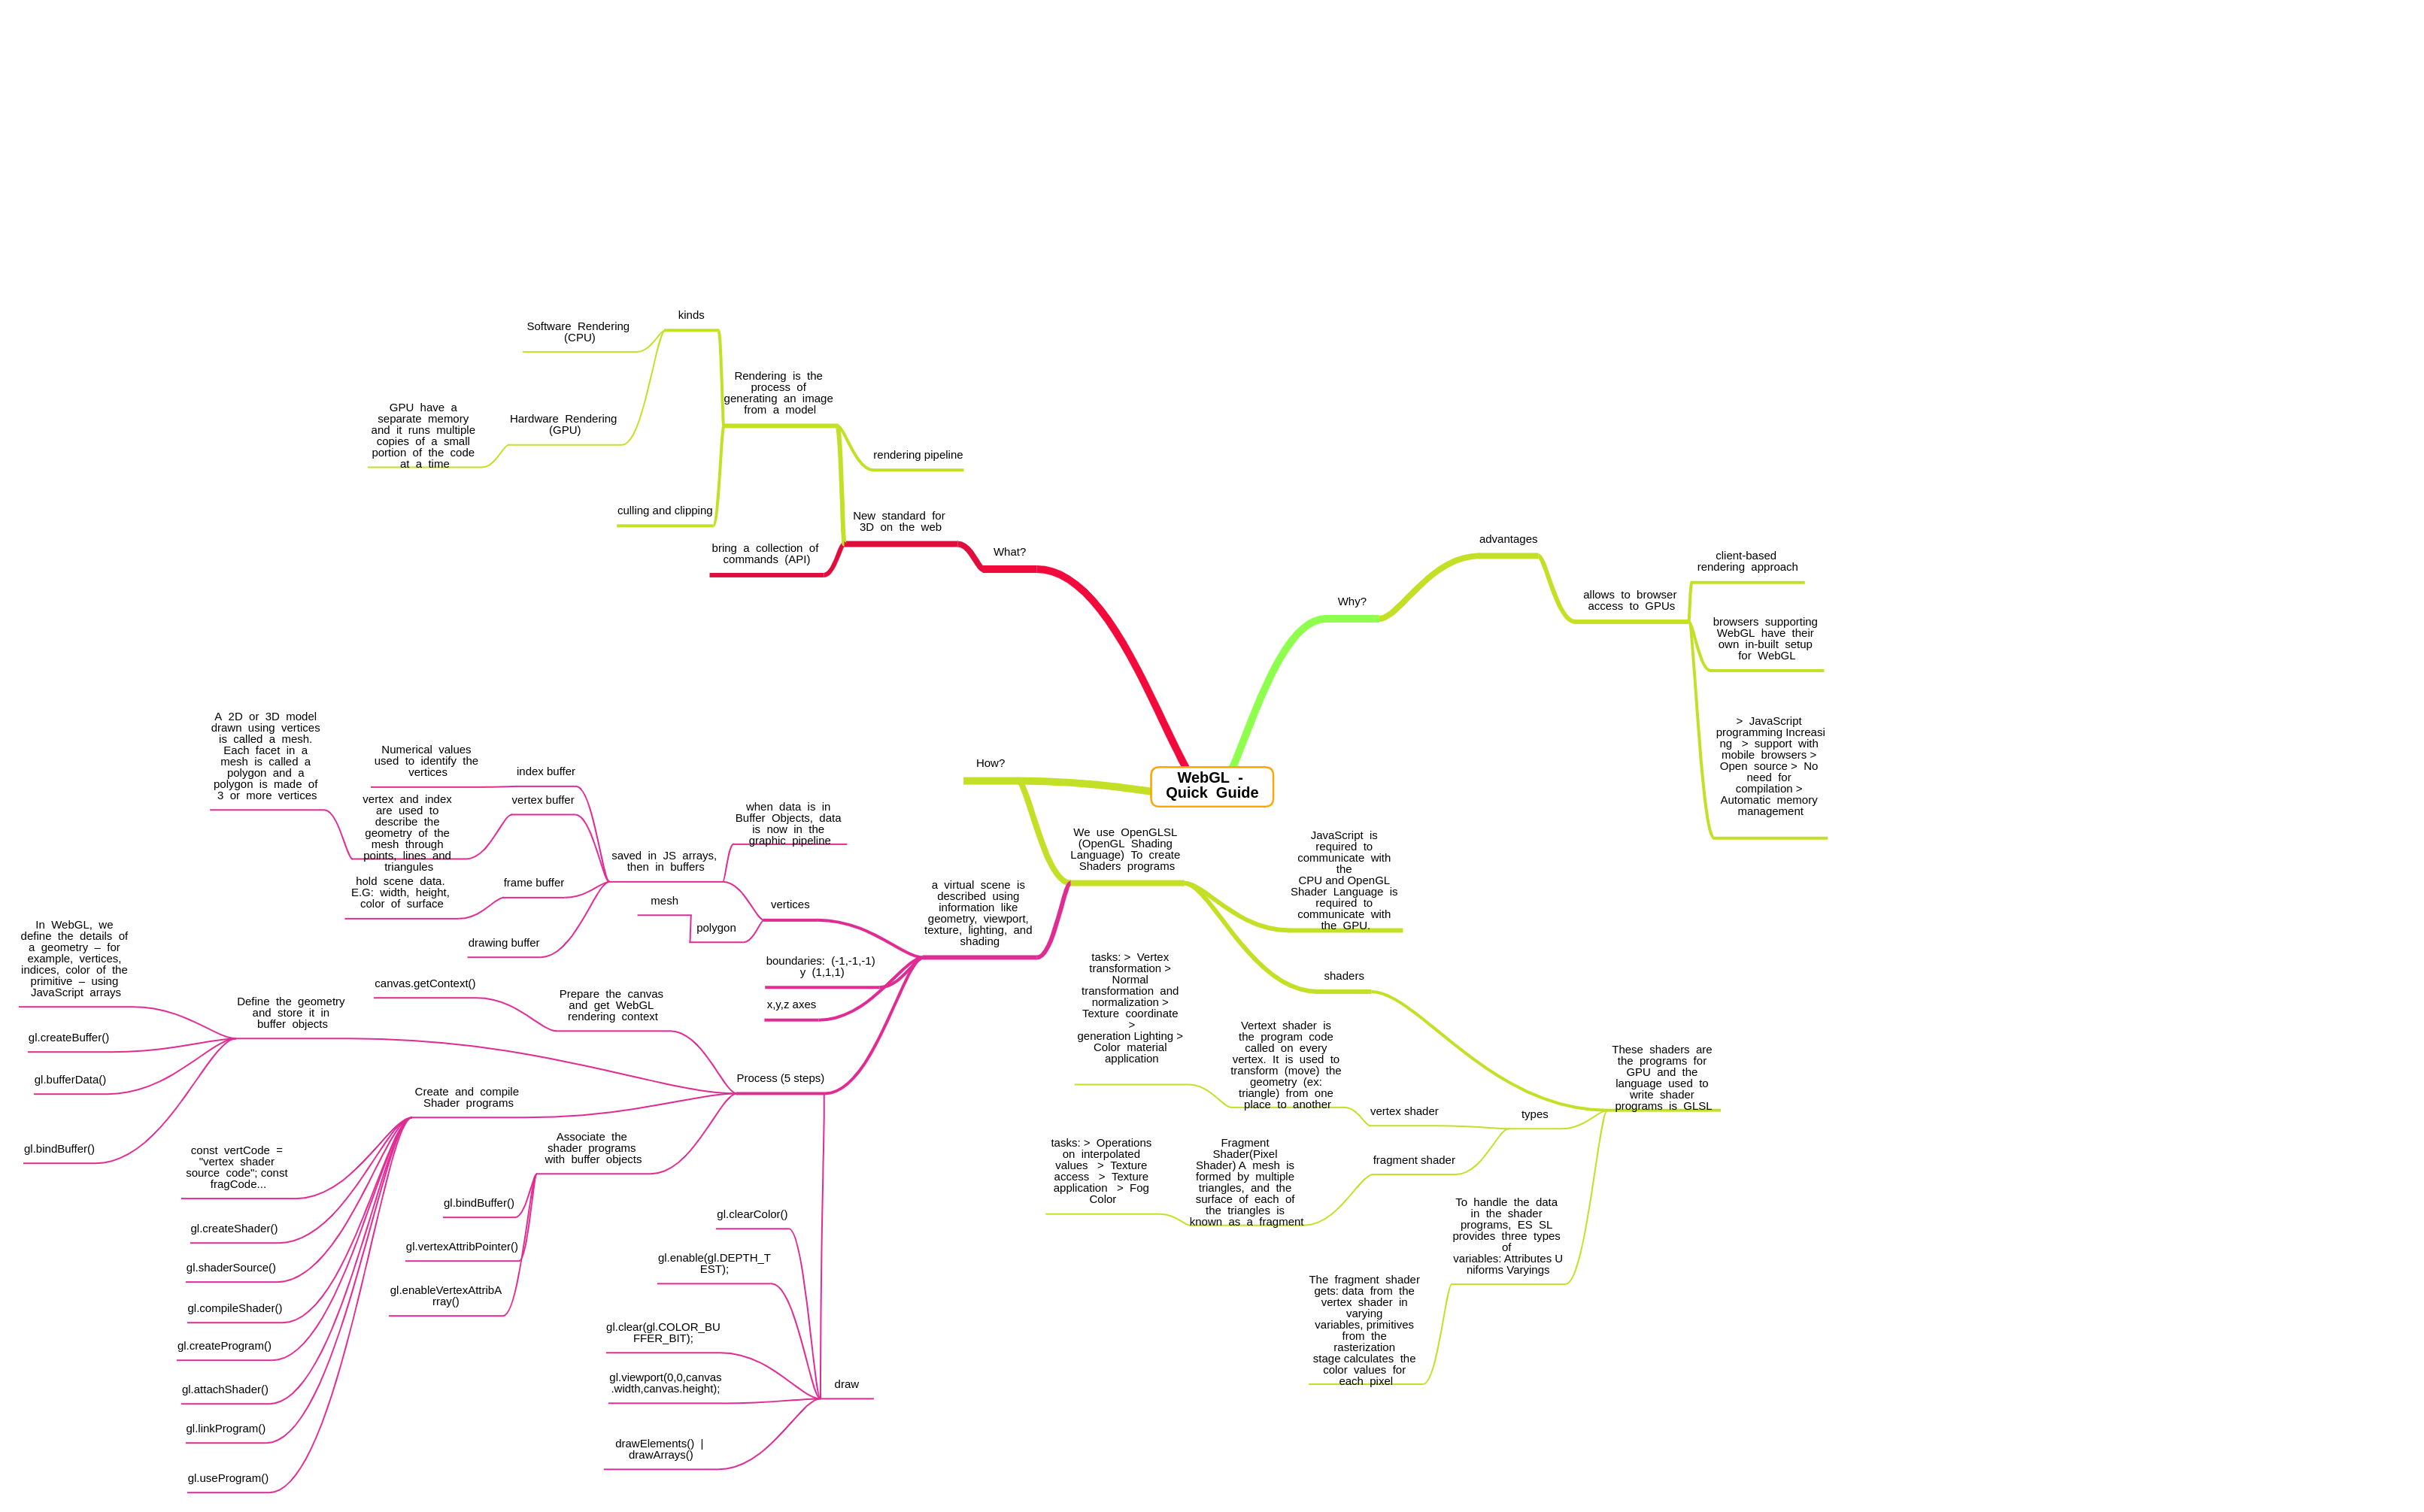 WebGL -
Quick Guide
What?
New standard for
3D on the web
bring a collection of
commands (API)
Rendering is the
process of
generating an image
from a model
rendering pipeline
kinds
Software Rendering
(CPU)
Hardware Rendering
(GPU)
GPU have a
separate memory
and it runs multiple
copies of a small
portion of the code
at a time
culling and clipping
Why?
advantages
allows to browser
access to GPUs
client-based
rendering approach
browsers supporting
WebGL have their
own in-built setup
for WebGL
> JavaScript
programming Increasi
ng > support with
mobile browsers >
Open source > No
need for
compilation >
Automatic memory
management
How?
We use OpenGLSL
(OpenGL Shading
Language) To create
Shaders programs
JavaScript is
required to
communicate with
the
CPU and OpenGL
Shader Language is
required to
communicate with
the GPU.
shaders
These shaders are
the programs for
GPU and the
language used to
write shader
programs is GLSL
types
vertex shader
Vertext shader is
the program code
called on every
vertex. It is used to
transform (move) the
geometry (ex:
triangle) from one
place to another
tasks: > Vertex
transformation >
Normal
transformation and
normalization >
Texture coordinate
>
generation Lighting >
Color material
application
fragment shader
Fragment
Shader(Pixel
Shader) A mesh is
formed by multiple
triangles, and the
surface of each of
the triangles is
known as a fragment
tasks: > Operations
on interpolated
values > Texture
access > Texture
application > Fog
Color
To handle the data
in the shader
programs, ES SL
provides three types
of
variables: Attributes U
niforms Varyings
The fragment shader
gets: data from the
vertex shader in
varying
variables, primitives
from the
rasterization
stage calculates the
color values for
each pixel
a virtual scene is
described using
information like
geometry, viewport,
texture, lighting, and
shading
vertices
saved in JS arrays,
then in buffers
when data is in
Buffer Objects, data
is now in the
graphic pipeline
index buffer
Numerical values
used to identify the
vertices
vertex buffer
vertex and index
are used to
describe the
geometry of the
mesh through
points, lines and
triangules
A 2D or 3D model
drawn using vertices
is called a mesh.
Each facet in a
mesh is called a
polygon and a
polygon is made of
3 or more vertices
frame buffer
hold scene data.
E.G: width, height,
color of surface
drawing buffer
polygon
mesh
boundaries: (-1,-1,-1)
y (1,1,1)
x,y,z axes
Process (5 steps)
Prepare the canvas
and get WebGL
rendering context
canvas.getContext()
Define the geometry
and store it in
buffer objects
In WebGL, we
define the details of
a geometry – for
example, vertices,
indices, color of the
primitive – using
JavaScript arrays
gl.createBuffer()
gl.bufferData()
gl.bindBuffer()
Create and compile
Shader programs
const vertCode =
"vertex shader
source code"; const
fragCode...
gl.createShader()
gl.shaderSource()
gl.compileShader()
gl.createProgram()
gl.attachShader()
gl.linkProgram()
gl.useProgram()
Associate the
shader programs
with buffer objects
gl.bindBuffer()
gl.vertexAttribPointer()
gl.enableVertexAttribA
rray()
draw
gl.clearColor()
gl.enable(gl.DEPTH_T
EST);
gl.clear(gl.COLOR_BU
FFER_BIT);
gl.viewport(0,0,canvas
.width,canvas.height);
drawElements() |
drawArrays()